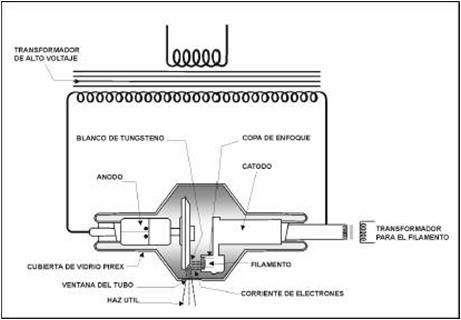 TRANSFORMADOR
DE ALTO VOLTAJE
BLANCO DE TUNGSTENO
COPA DE ENFOQUE
ANODO
CATODO
TRANSFORMADOR
PARA EL FILAMENTO
CUBIERTA DE VIDRIO PIREX
FILAMENTO
VENTANA DEL TUBO
CORRIENTE DE ELECTRONES
HAZ UTIL